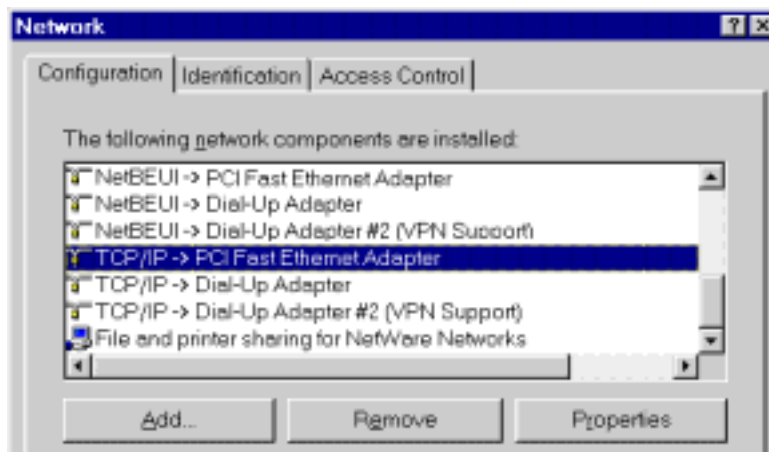 Network
Configuration Identification Access Control
The following network components are installed:
NetBEUI -> PCI Fast Ethernet Adapter
NetBEUI -> Dial-Up Adapter
NetBEUI -> Dial-Up Adapter #2 (VPN Support)
TCP/IP -> PCI Fast Ethernet Adapter
TCP/IP -> Dial-Up Adapter
TCP/IP -> Dial-Up Adapter #2 (VPN Support)
File and printer sharing for NetWare Networks
Add... Remove Properties